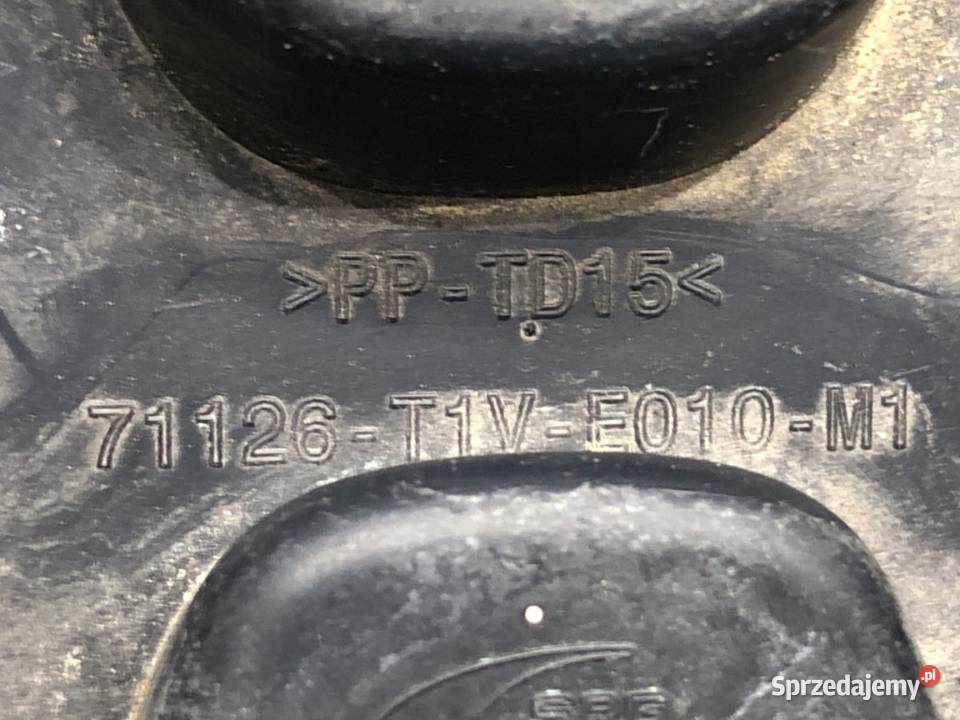 >PP-TD15<
71126-T1V-E010-M1
Sprzedajemy.pl